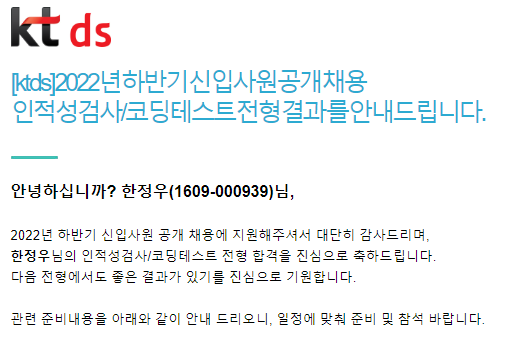 kt ds
[ktds]2022년하반기신입사원공개채용
인적성검사/코딩테스트전형결과를안내드립니다.
안녕하십니까? 한정우(1609-000939)님,
2022년 하반기 신입사원 공개 채용에 지원해주셔서 대단히 감사드리며,
한정우님의 인적성검사/코딩테스트 전형 합격을 진심으로 축하드립니다.
다음 전형에서도 좋은 결과가 있기를 진심으로 기원합니다.
관련 준비내용을 아래와 같이 안내 드리오니, 일정에 맞춰 준비 및 참석 바랍니다.